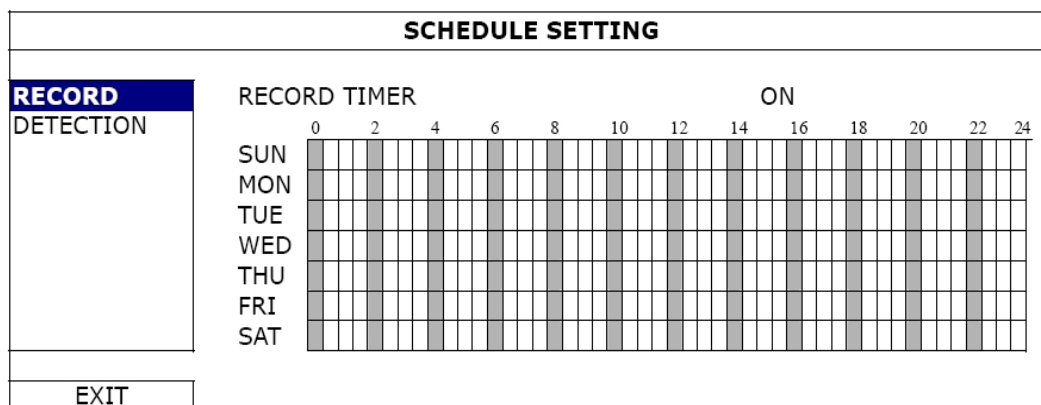 SCHEDULE SETTING
RECORD RECORD TIMER ON
DETECTION 0 2 4 6 8 10 12 14 16 18 20 22 24
SUN
MON
TUE
WED
THU
FRI
SAT
EXIT